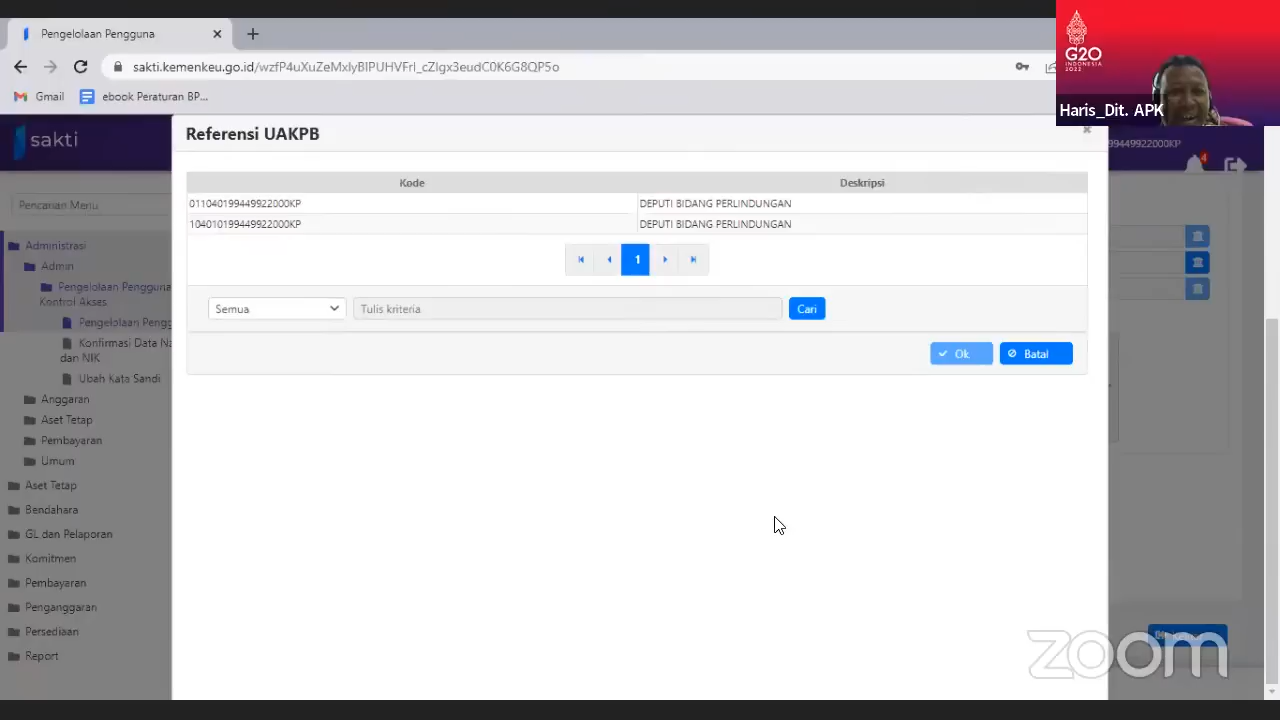 Pengelolaan Pengguna
sakti.kemenkeu.go.id/
Gmail
ebook Peraturan BP...
G20
INDONESIA
2022
Haris_Dit. APK
sakti
Referensi UAKPB
99449922000KP
4
Pencarian Menu
Kode
Deskripsi
011040199449922000KP
DEPUTI BIDANG PERLINDUNGAN
104010199449922000KP
DEPUTI BIDANG PERLINDUNGAN
1
Semua
Tulis kriteria
Cari
Ok
Batal
Administrasi
Admin
Pengelolaan Pengguna
Kontrol Akses
Pengelolaan Pengg
Konfirmasi Data Na
dan NIK
Ubah Kata Sandi
Anggaran
Aset Tetap
Pembayaran
Umum
Aset Tetap
Bendahara
GL dan Pelaporan
Komitmen
Pembayaran
Penganggaran
Persediaan
Report
zoom